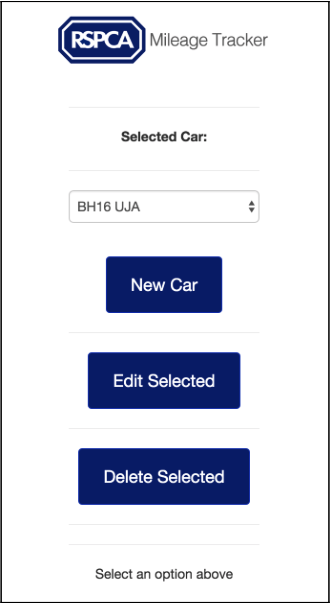 RSPCA Mileage Tracker
Selected Car:
BH16 UJA
New Car
Edit Selected
Delete Selected
Select an option above